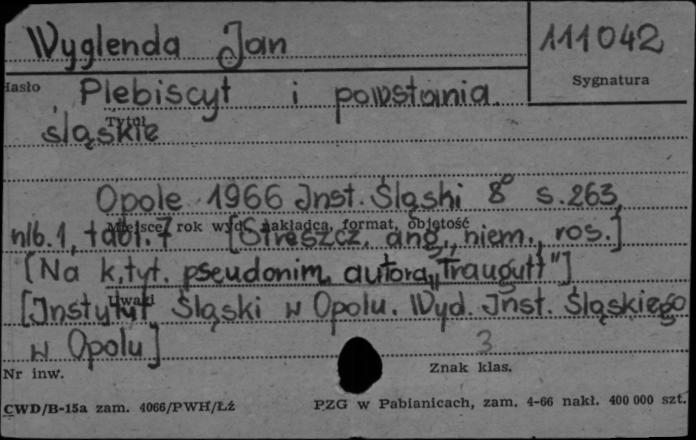 Wyglenda Jan
111042
Hasło
Sygnatura
Plebiscyt i powstania
Tytuł
śląskie
Opole 1966 Inst. Śląski 8° s. 263,
Miejsce, rok wyd., nakładca, format, objętość
nlb. 1, tabl. 7 [Streszcz. ang., niem., ros.]
[Na k. tyt. pseudonim autora „Traugutt"]
Uwagi
[Instytut Śląski w Opolu. Wyd. Inst. Śląskiego
w Opolu]
3
Nr inw.
Znak klas.
CWD/B-15a zam. 4066/PWH/Łź
PZG w Pabianicach, zam. 4-66 nakł. 400 000 szt.